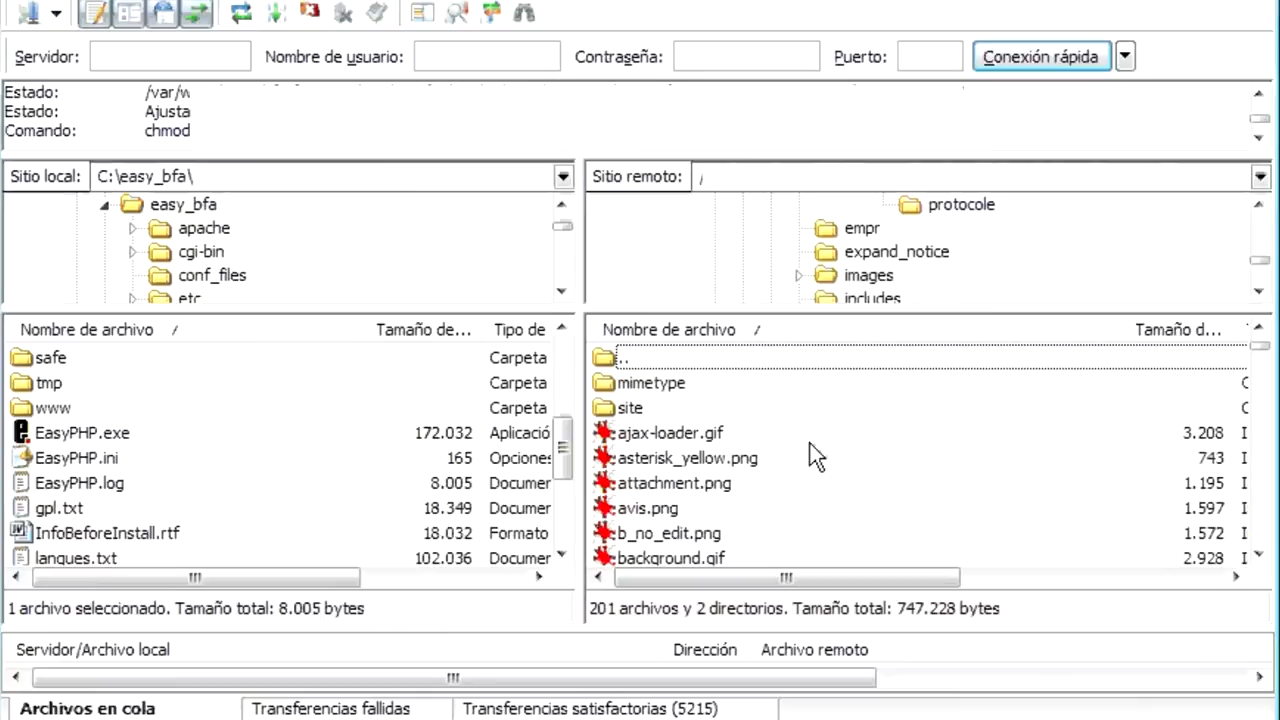 Servidor: Nombre de usuario: Contraseña: Puerto: Conexión rápida
Estado: /var/w
Estado: Ajusta
Comando: chmod
Sitio local: C:\easy_bfa\
easy_bfa
apache
cgi-bin
conf_files
etc
Sitio remoto: /
protocole
empr
expand_notice
images
includes
Nombre de archivo / Tamaño de... Tipo de
safe Carpeta
tmp Carpeta
www Carpeta
EasyPHP.exe 172.032 Aplicació
EasyPHP.ini 165 Opciones
EasyPHP.log 8.005 Documer
gpl.txt 18.349 Documer
InfoBeforeInstall.rtf 18.032 Formato
langues.txt 102.036 Documer
1 archivo seleccionado. Tamaño total: 8.005 bytes
Nombre de archivo / Tamaño d...
..
mimetype
site
ajax-loader.gif 3.208 I
asterisk_yellow.png 743 I
attachment.png 1.195 I
avis.png 1.597 I
b_no_edit.png 1.572 I
background.gif 2.928 I
201 archivos y 2 directorios. Tamaño total: 747.228 bytes
Servidor/Archivo local Dirección Archivo remoto
Archivos en cola Transferencias fallidas Transferencias satisfactorias (5215)